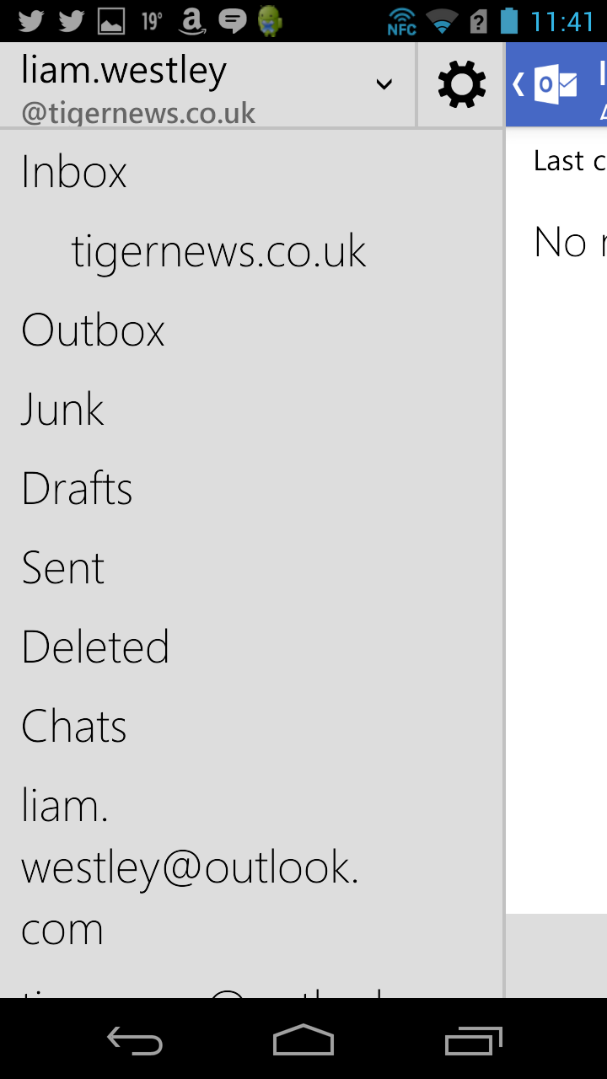 19° NFC 11:41
liam.westley
@tigernews.co.uk
Last c
Inbox
No
tigernews.co.uk
Outbox
Junk
Drafts
Sent
Deleted
Chats
liam.
westley@outlook.
com